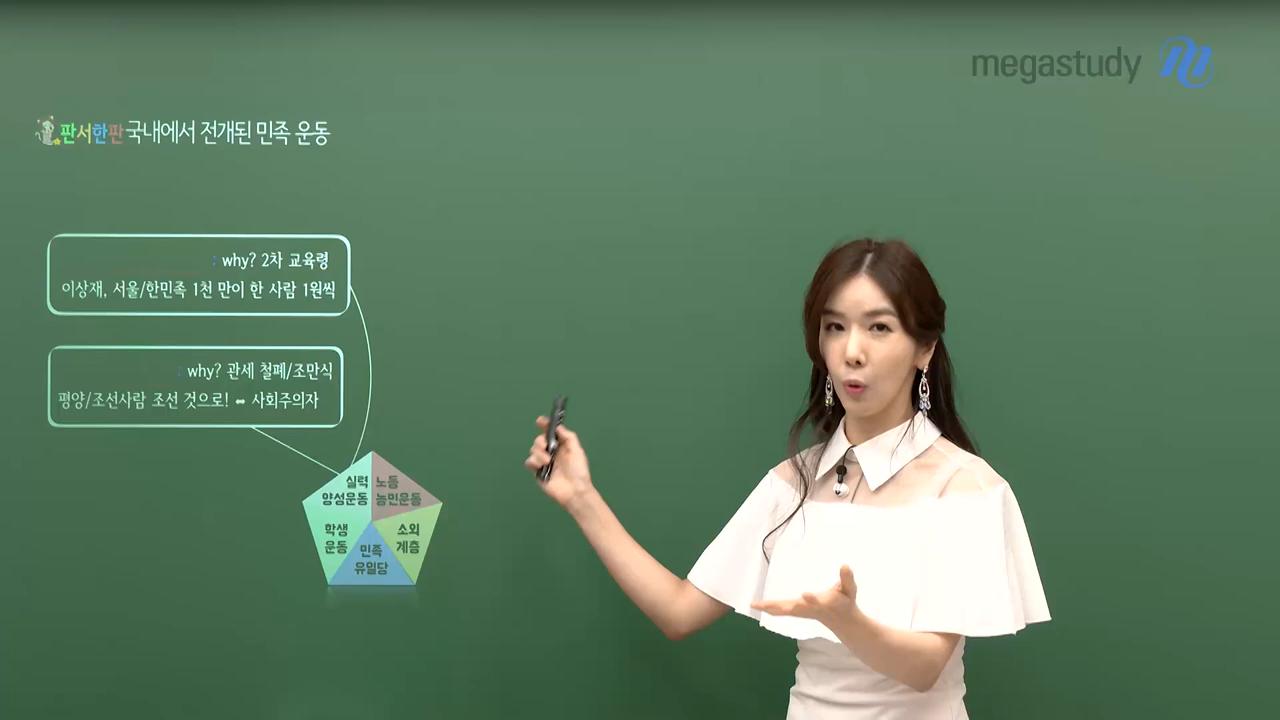 megastudy
판서한판 국내에서 전개된 민족 운동
: why? 2차 교육령
이상재, 서울/한민족 1천 만이 한 사람 1원씩
: why? 관세 철폐/조만식
평양/조선사람 조선 것으로! ⬌ 사회주의자
실력
양성운동
노동
농민운동
학생
운동
소외
계층
민족
유일당